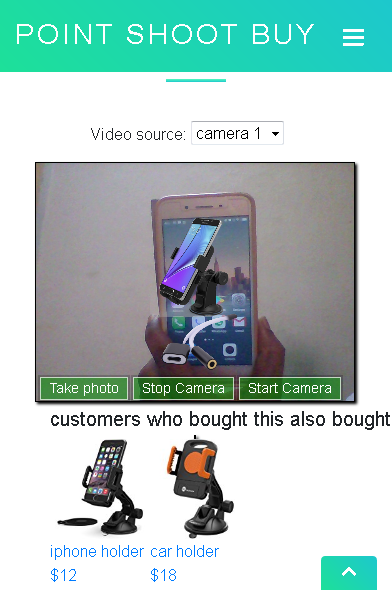 POINT SHOOT BUY
Video source: camera 1
Take photo Stop Camera Start Camera
customers who bought this also bought
iphone holder car holder
$12 $18